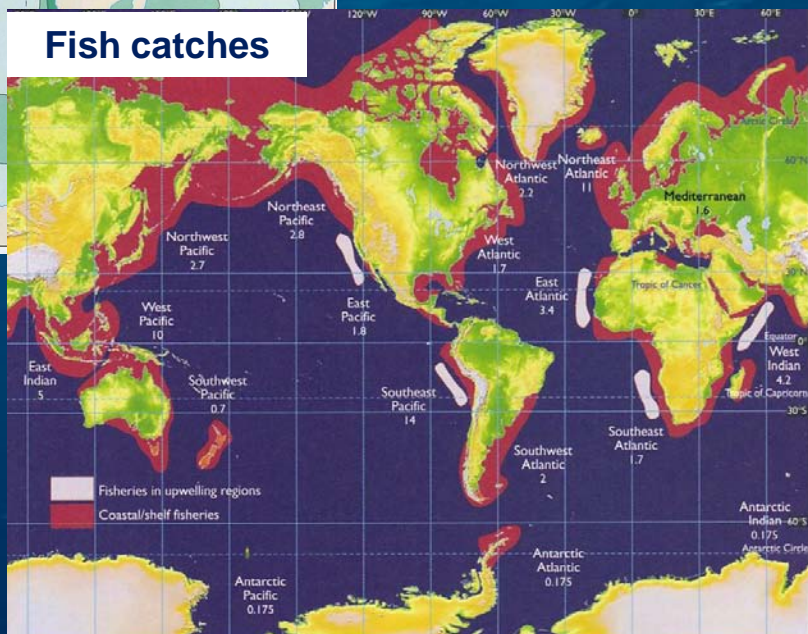 Fish catches
120°W
90°W
60°W
30°W
0°
30°E
60°E
Arctic Circle
60°N
Northwest
Atlantic
2.2
Northeast
Atlantic
11
Mediterranean
1.6
Northeast
Pacific
2.8
Northwest
Pacific
2.7
West
Atlantic
1.7
30°N
East
Atlantic
3.4
Tropic of Cancer
West
Pacific
10
East
Pacific
1.8
Equator
0°
East
Indian
5
West
Indian
4.2
Tropic of Capricorn
Southwest
Pacific
0.7
Southeast
Pacific
14
30°S
Southeast
Atlantic
1.7
Southwest
Atlantic
2
Fisheries in upwelling regions
Coastal/shelf fisheries
Antarctic
Indian
0.175
60°S
Antarctic Circle
Antarctic
Atlantic
0.175
Antarctic
Pacific
0.175